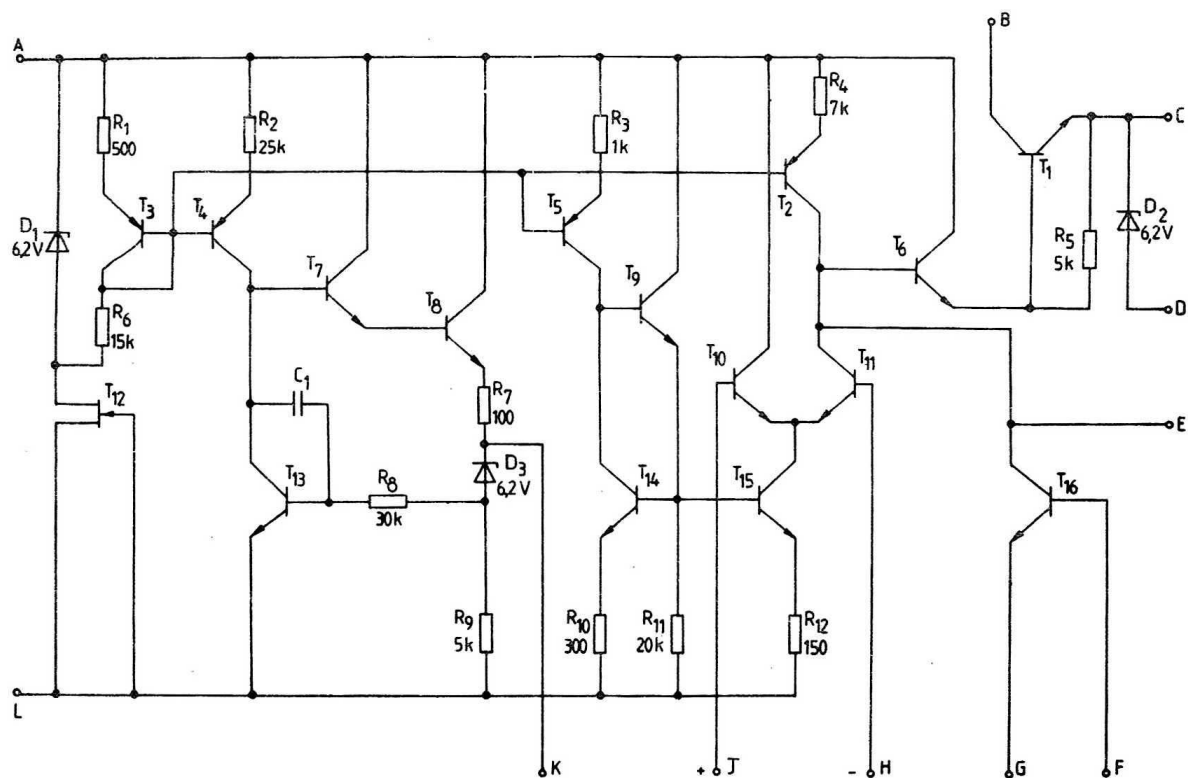 A
B
R1
500
R2
25k
R3
1k
R4
7k
C
T1
T3
T4
T5
T2
D1
6,2V
D2
6,2V
R5
5k
T6
T7
T8
T9
D
R6
15k
T10
T11
T12
C1
R7
100
E
D3
6,2V
T13
R8
30k
T14
T15
T16
R9
5k
R10
300
R11
20k
R12
150
L
K
+ J
- H
G
F